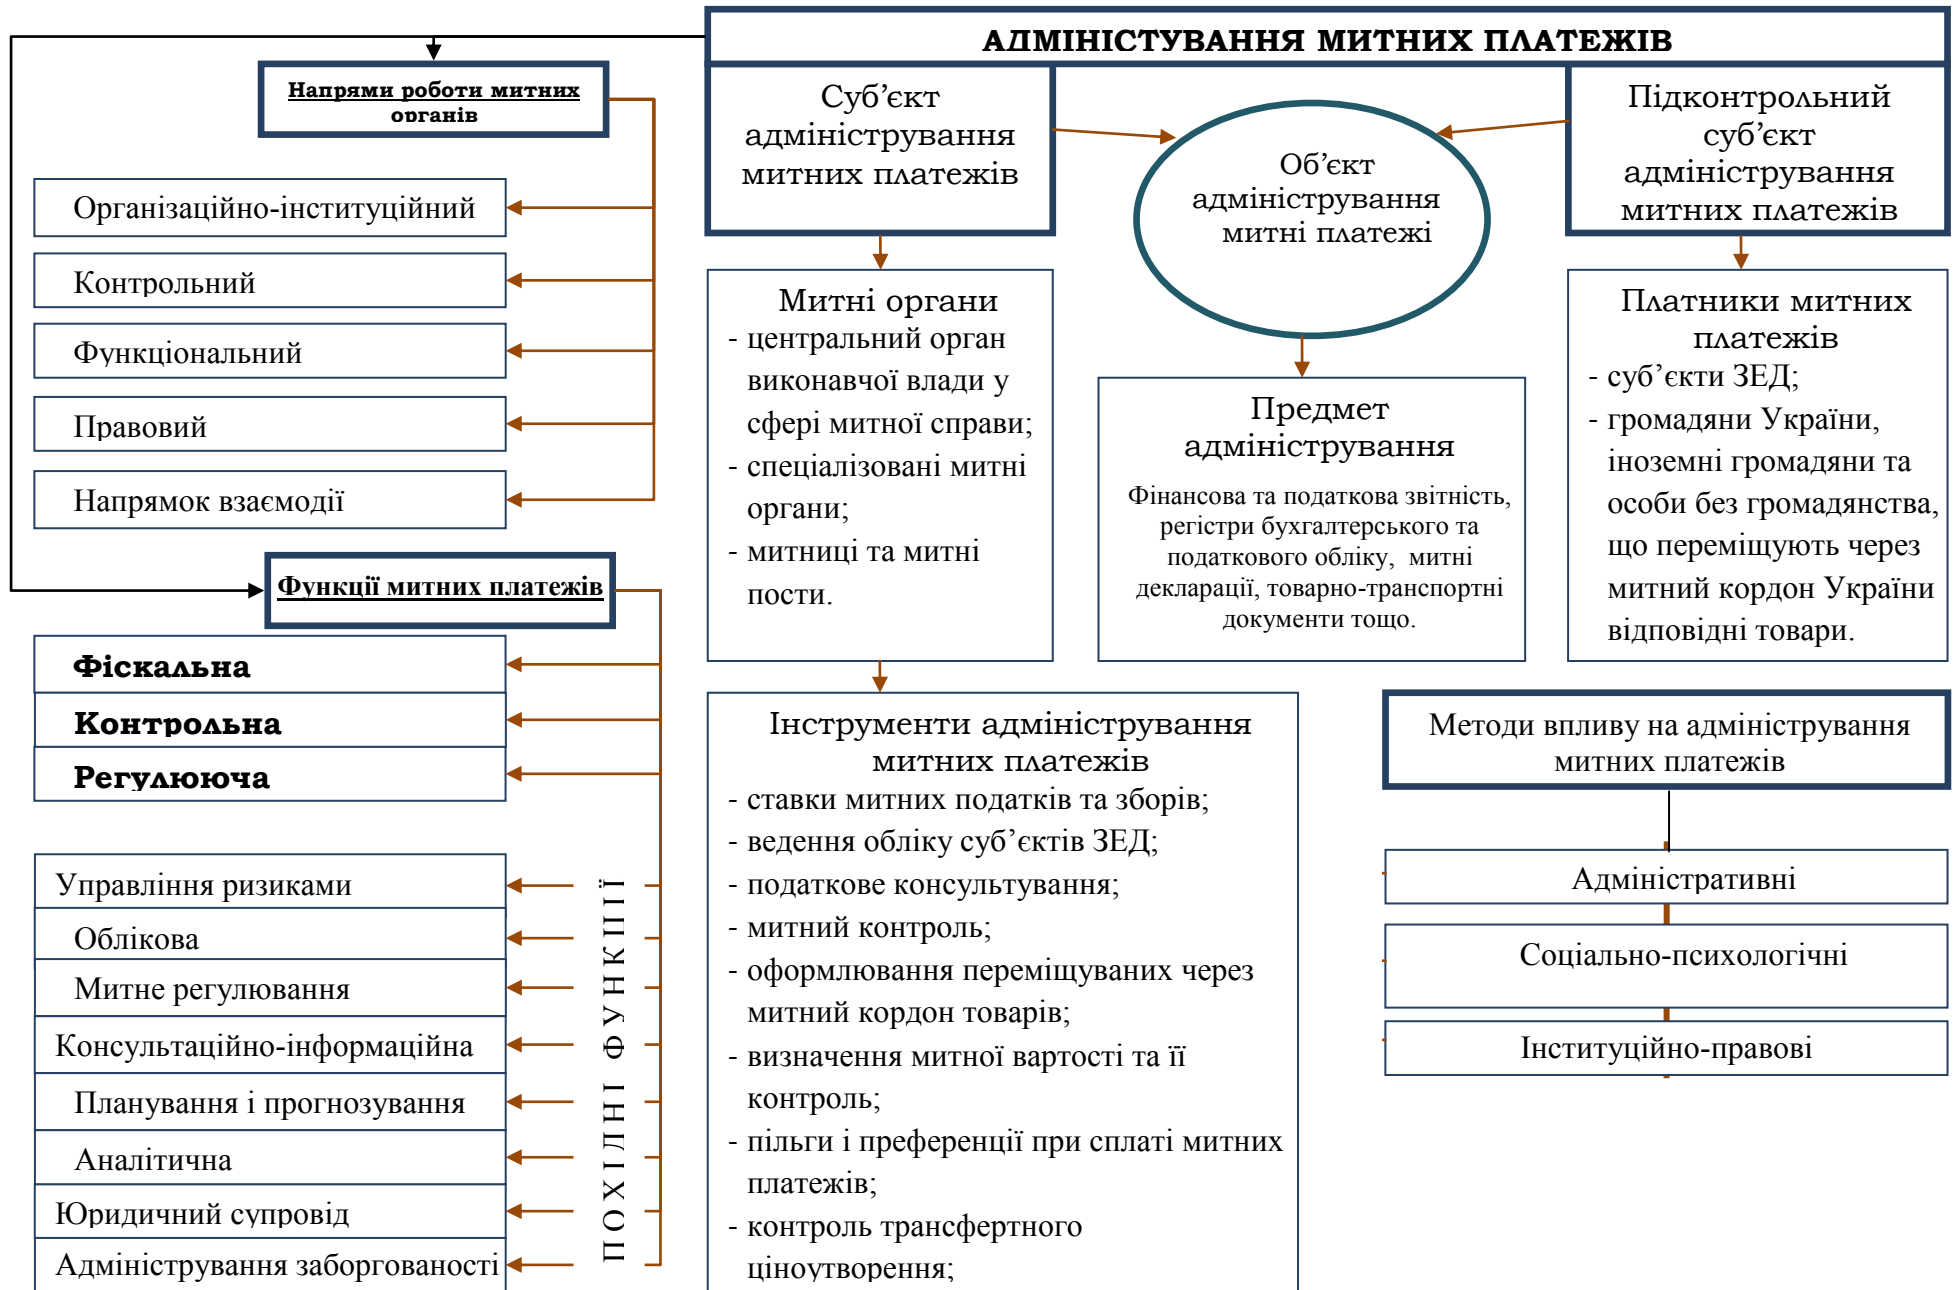 АДМІНІСТУВАННЯ МИТНИХ ПЛАТЕЖІВ
Напрями роботи митних
органів
Організаційно-інституційний
Контрольний
Функціональний
Правовий
Напрямок взаємодії
Функції митних платежів
Фіскальна
Контрольна
Регулююча
Управління ризиками
Облікова
Митне регулювання
Консультаційно-інформаційна
Планування і прогнозування
Аналітична
Юридичний супровід
Адміністрування заборгованості
ПОХІДНІ ФУНКЦІЇ
Суб’єкт
адміністрування
митних платежів
Об’єкт
адміністрування
митні платежі
Підконтрольний
суб’єкт
адміністрування
митних платежів
Митні органи
- центральний орган
виконавчої влади у
сфері митної справи;
- спеціалізовані митні
органи;
- митниці та митні
пости.
Предмет
адміністрування
Фінансова та податкова звітність,
регістри бухгалтерського та
податкового обліку, митні
декларації, товарно-транспортні
документи тощо.
Платники митних
платежів
- суб’єкти ЗЕД;
- громадяни України,
іноземні громадяни та
особи без громадянства,
що переміщують через
митний кордон України
відповідні товари.
Інструменти адміністрування
митних платежів
- ставки митних податків та зборів;
- ведення обліку суб’єктів ЗЕД;
- податкове консультування;
- митний контроль;
- оформлювання переміщуваних через
митний кордон товарів;
- визначення митної вартості та її
контроль;
- пільги і преференції при сплаті митних
платежів;
- контроль трансфертного
ціноутворення;
Методи впливу на адміністрування
митних платежів
Адміністративні
Соціально-психологічні
Інституційно-правові